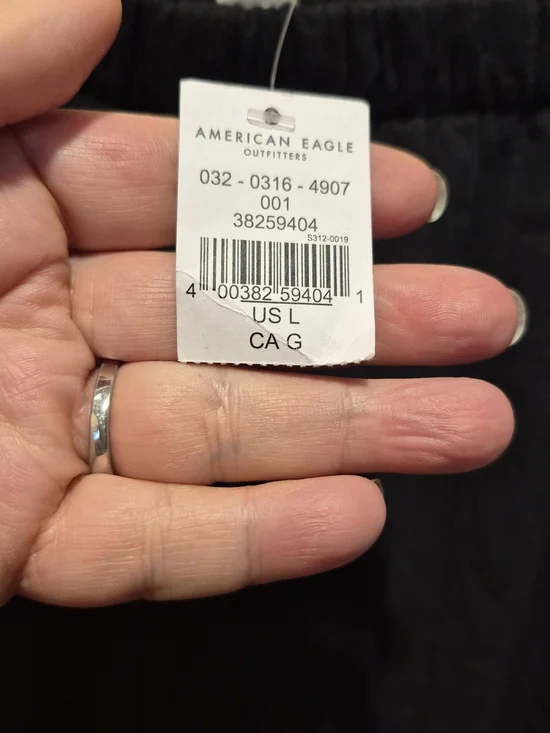 AMERICAN EAGLE
OUTFITTERS
032 - 0316 - 4907
001
38259404
S312-0019
4 00382 59404 1
US L
CA G